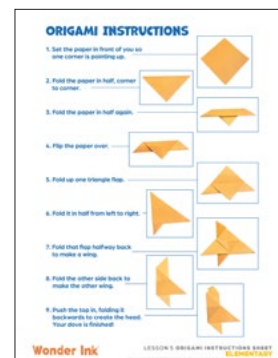 ORIGAMI INSTRUCTIONS
1. Set the paper in front of you so
one corner is pointing up.
2. Fold the paper in half, corner
to corner.
3. Fold the paper in half again.
4. Flip the paper over.
5. Fold up one triangle flap.
6. Fold it in half from left to right.
7. Fold that flap halfway back
to make a wing.
8. Fold the other side back to
make the other wing.
9. Push the top in, folding it
backwards to create the head.
Your dove is finished!
Wonder Ink
LESSON 5 ORIGAMI INSTRUCTIONS SHEET
ELEMENTARY